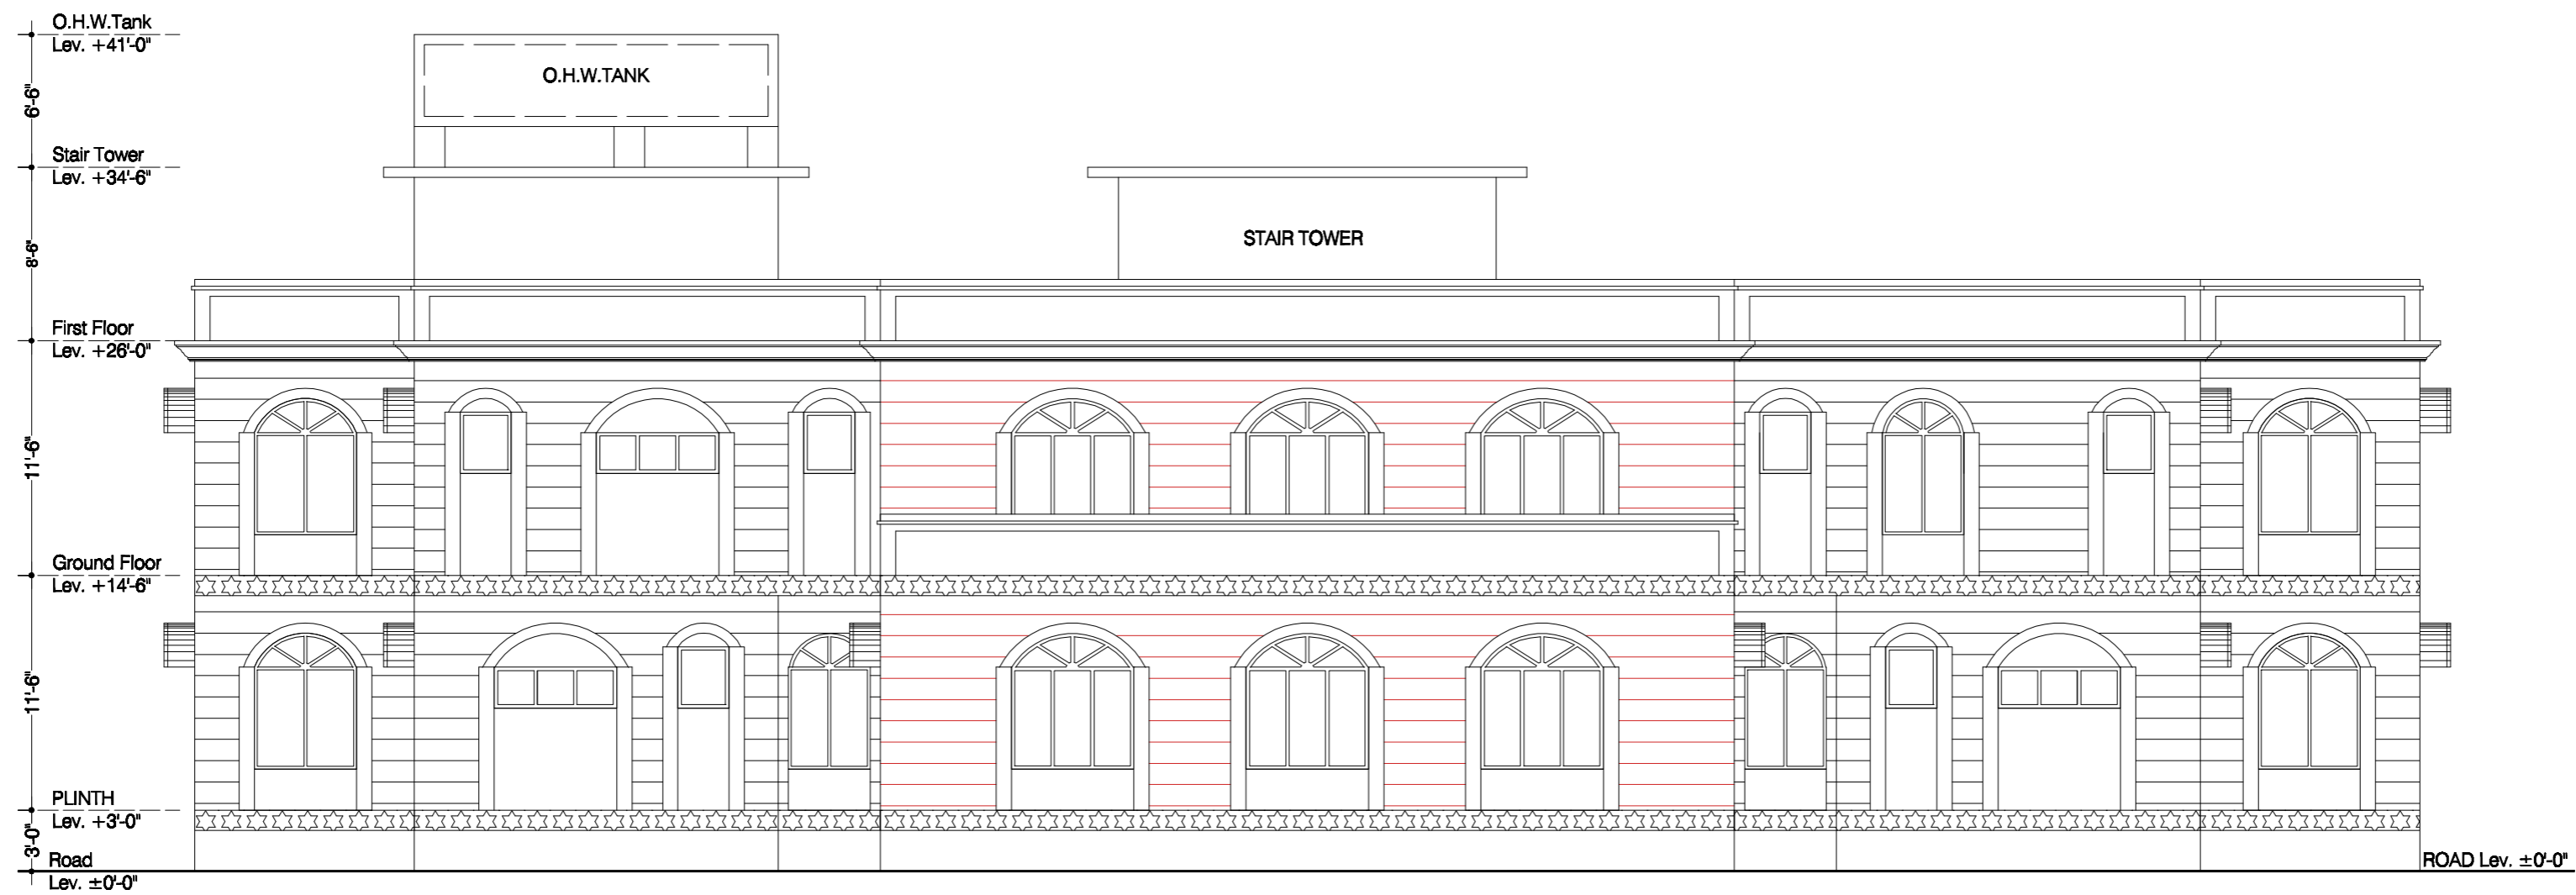 O.H.W.Tank
Lev. +41'-0"
O.H.W.TANK
6'-6"
Stair Tower
Lev. +34'-6"
STAIR TOWER
8'-6"
First Floor
Lev. +26'-0"
11'-6"
Ground Floor
Lev. +14'-6"
11'-6"
PLINTH
Lev. +3'-0"
3'-0"
Road
Lev. ±0'-0"
ROAD Lev. ±0'-0"